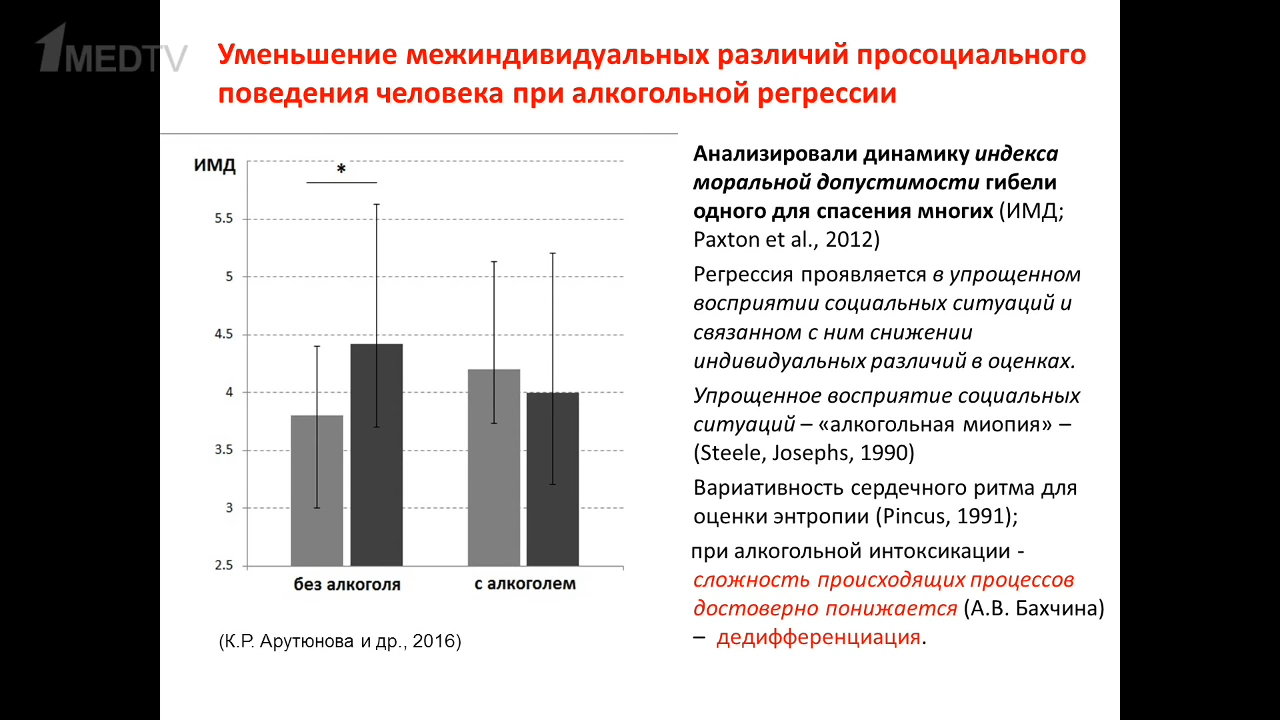 1MEDTV
Уменьшение межиндивидуальных различий просоциального
поведения человека при алкогольной регрессии
ИМД
*
5.5
5
4.5
4
3.5
3
2.5
без алкоголя
с алкоголем
(К.Р. Арутюнова и др., 2016)
Анализировали динамику индекса
моральной допустимости гибели
одного для спасения многих (ИМД;
Paxton et al., 2012)
Регрессия проявляется в упрощенном
восприятии социальных ситуаций и
связанном с ним снижении
индивидуальных различий в оценках.
Упрощенное восприятие социальных
ситуаций – «алкогольная миопия» –
(Steele, Josephs, 1990)
Вариативность сердечного ритма для
оценки энтропии (Pincus, 1991);
при алкогольной интоксикации -
сложность происходящих процессов
достоверно понижается (А.В. Бахчина)
– дедифференциация.